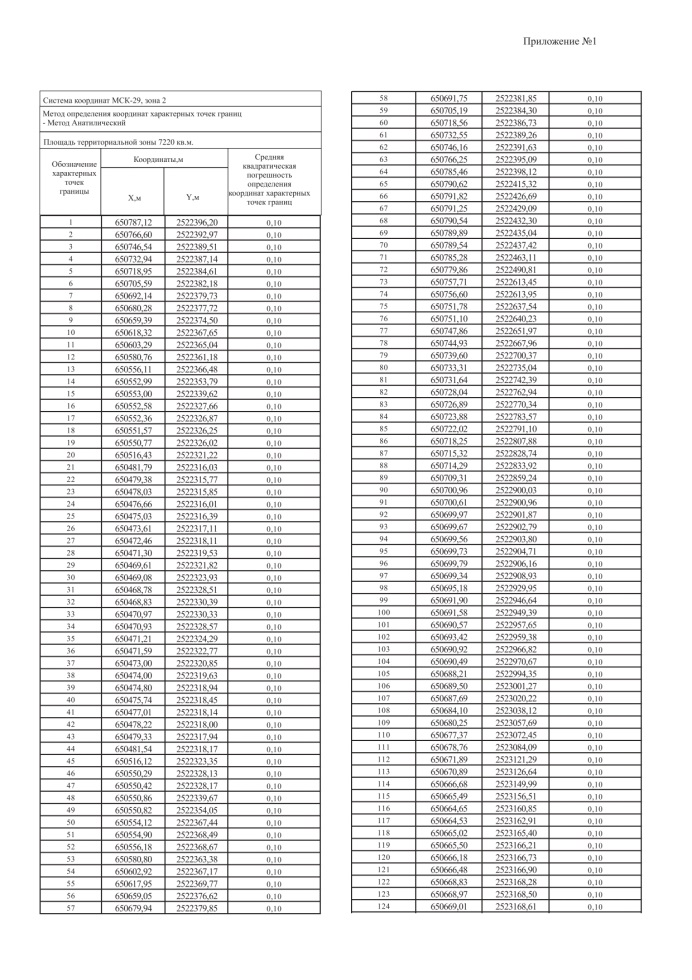 Приложение №1
Система координат МСК-29, зона 2
Метод определения координат характерных точек границ
- Метод Анатилический
Площадь территориальной зоны 7220 кв.м.
Обозначение характерных точек границы
Координаты,м
Средняя квадратическая погрешность определения координат характерных точек границ
X,м
Y,м
1 650787,12 2522396,20 0,10
2 650766,60 2522392,97 0,10
3 650746,54 2522389,51 0,10
4 650732,94 2522387,14 0,10
5 650718,95 2522384,61 0,10
6 650705,59 2522382,18 0,10
7 650692,14 2522379,73 0,10
8 650680,28 2522377,72 0,10
9 650659,39 2522374,50 0,10
10 650618,32 2522367,65 0,10
11 650603,29 2522365,04 0,10
12 650580,76 2522361,18 0,10
13 650556,11 2522366,48 0,10
14 650552,99 2522353,79 0,10
15 650553,00 2522339,62 0,10
16 650552,58 2522327,66 0,10
17 650552,36 2522326,87 0,10
18 650551,57 2522326,25 0,10
19 650550,77 2522326,02 0,10
20 650516,43 2522321,22 0,10
21 650481,79 2522316,03 0,10
22 650479,38 2522315,77 0,10
23 650478,03 2522315,85 0,10
24 650476,66 2522316,01 0,10
25 650475,03 2522316,39 0,10
26 650473,61 2522317,11 0,10
27 650472,46 2522318,11 0,10
28 650471,30 2522319,53 0,10
29 650469,61 2522321,82 0,10
30 650469,08 2522323,93 0,10
31 650468,78 2522328,51 0,10
32 650468,83 2522330,39 0,10
33 650470,97 2522330,33 0,10
34 650470,93 2522328,57 0,10
35 650471,21 2522324,29 0,10
36 650471,59 2522322,77 0,10
37 650473,00 2522320,85 0,10
38 650474,00 2522319,63 0,10
39 650474,80 2522318,94 0,10
40 650475,74 2522318,45 0,10
41 650477,01 2522318,14 0,10
42 650478,22 2522318,00 0,10
43 650479,33 2522317,94 0,10
44 650481,54 2522318,17 0,10
45 650516,12 2522323,35 0,10
46 650550,29 2522328,13 0,10
47 650550,42 2522328,17 0,10
48 650550,86 2522339,67 0,10
49 650550,82 2522354,05 0,10
50 650554,12 2522367,44 0,10
51 650554,90 2522368,49 0,10
52 650556,18 2522368,67 0,10
53 650580,80 2522363,38 0,10
54 650602,92 2522367,17 0,10
55 650617,95 2522369,77 0,10
56 650659,05 2522376,62 0,10
57 650679,94 2522379,85 0,10
58 650691,75 2522381,85 0,10
59 650705,19 2522384,30 0,10
60 650718,56 2522386,73 0,10
61 650732,55 2522389,26 0,10
62 650746,16 2522391,63 0,10
63 650766,25 2522395,09 0,10
64 650785,46 2522398,12 0,10
65 650790,62 2522415,32 0,10
66 650791,82 2522426,69 0,10
67 650791,25 2522429,09 0,10
68 650790,54 2522432,30 0,10
69 650789,89 2522435,04 0,10
70 650789,54 2522437,42 0,10
71 650785,28 2522463,11 0,10
72 650779,86 2522490,81 0,10
73 650757,71 2522613,45 0,10
74 650756,60 2522613,95 0,10
75 650751,78 2522637,54 0,10
76 650751,10 2522640,23 0,10
77 650747,86 2522651,97 0,10
78 650744,93 2522667,96 0,10
79 650739,60 2522700,37 0,10
80 650733,31 2522735,04 0,10
81 650731,64 2522742,39 0,10
82 650728,04 2522762,94 0,10
83 650726,89 2522770,34 0,10
84 650723,88 2522783,57 0,10
85 650722,02 2522791,10 0,10
86 650718,25 2522807,88 0,10
87 650715,32 2522828,74 0,10
88 650714,29 2522833,92 0,10
89 650709,31 2522859,24 0,10
90 650700,96 2522900,03 0,10
91 650700,61 2522900,96 0,10
92 650699,97 2522901,87 0,10
93 650699,67 2522902,79 0,10
94 650699,56 2522903,80 0,10
95 650699,73 2522904,71 0,10
96 650699,79 2522906,16 0,10
97 650699,34 2522908,93 0,10
98 650695,18 2522929,95 0,10
99 650691,90 2522946,64 0,10
100 650691,58 2522949,39 0,10
101 650690,57 2522957,65 0,10
102 650693,42 2522959,38 0,10
103 650690,92 2522966,82 0,10
104 650690,49 2522970,67 0,10
105 650688,21 2522994,35 0,10
106 650689,50 2523001,27 0,10
107 650687,69 2523020,22 0,10
108 650684,10 2523038,12 0,10
109 650680,25 2523057,69 0,10
110 650677,37 2523072,45 0,10
111 650678,76 2523084,09 0,10
112 650671,89 2523121,29 0,10
113 650670,89 2523126,64 0,10
114 650666,68 2523149,99 0,10
115 650665,49 2523156,51 0,10
116 650664,65 2523160,85 0,10
117 650664,53 2523162,91 0,10
118 650665,02 2523165,40 0,10
119 650665,50 2523166,21 0,10
120 650666,18 2523166,73 0,10
121 650666,48 2523166,90 0,10
122 650668,83 2523168,28 0,10
123 650668,97 2523168,50 0,10
124 650669,01 2523168,61 0,10